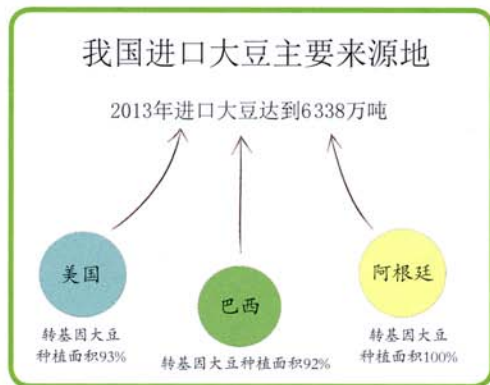 我国进口大豆主要来源地
2013年进口大豆达到6338万吨
美国
巴西
阿根廷
转基因大豆
种植面积93%
转基因大豆种植面积92%
转基因大豆
种植面积100%